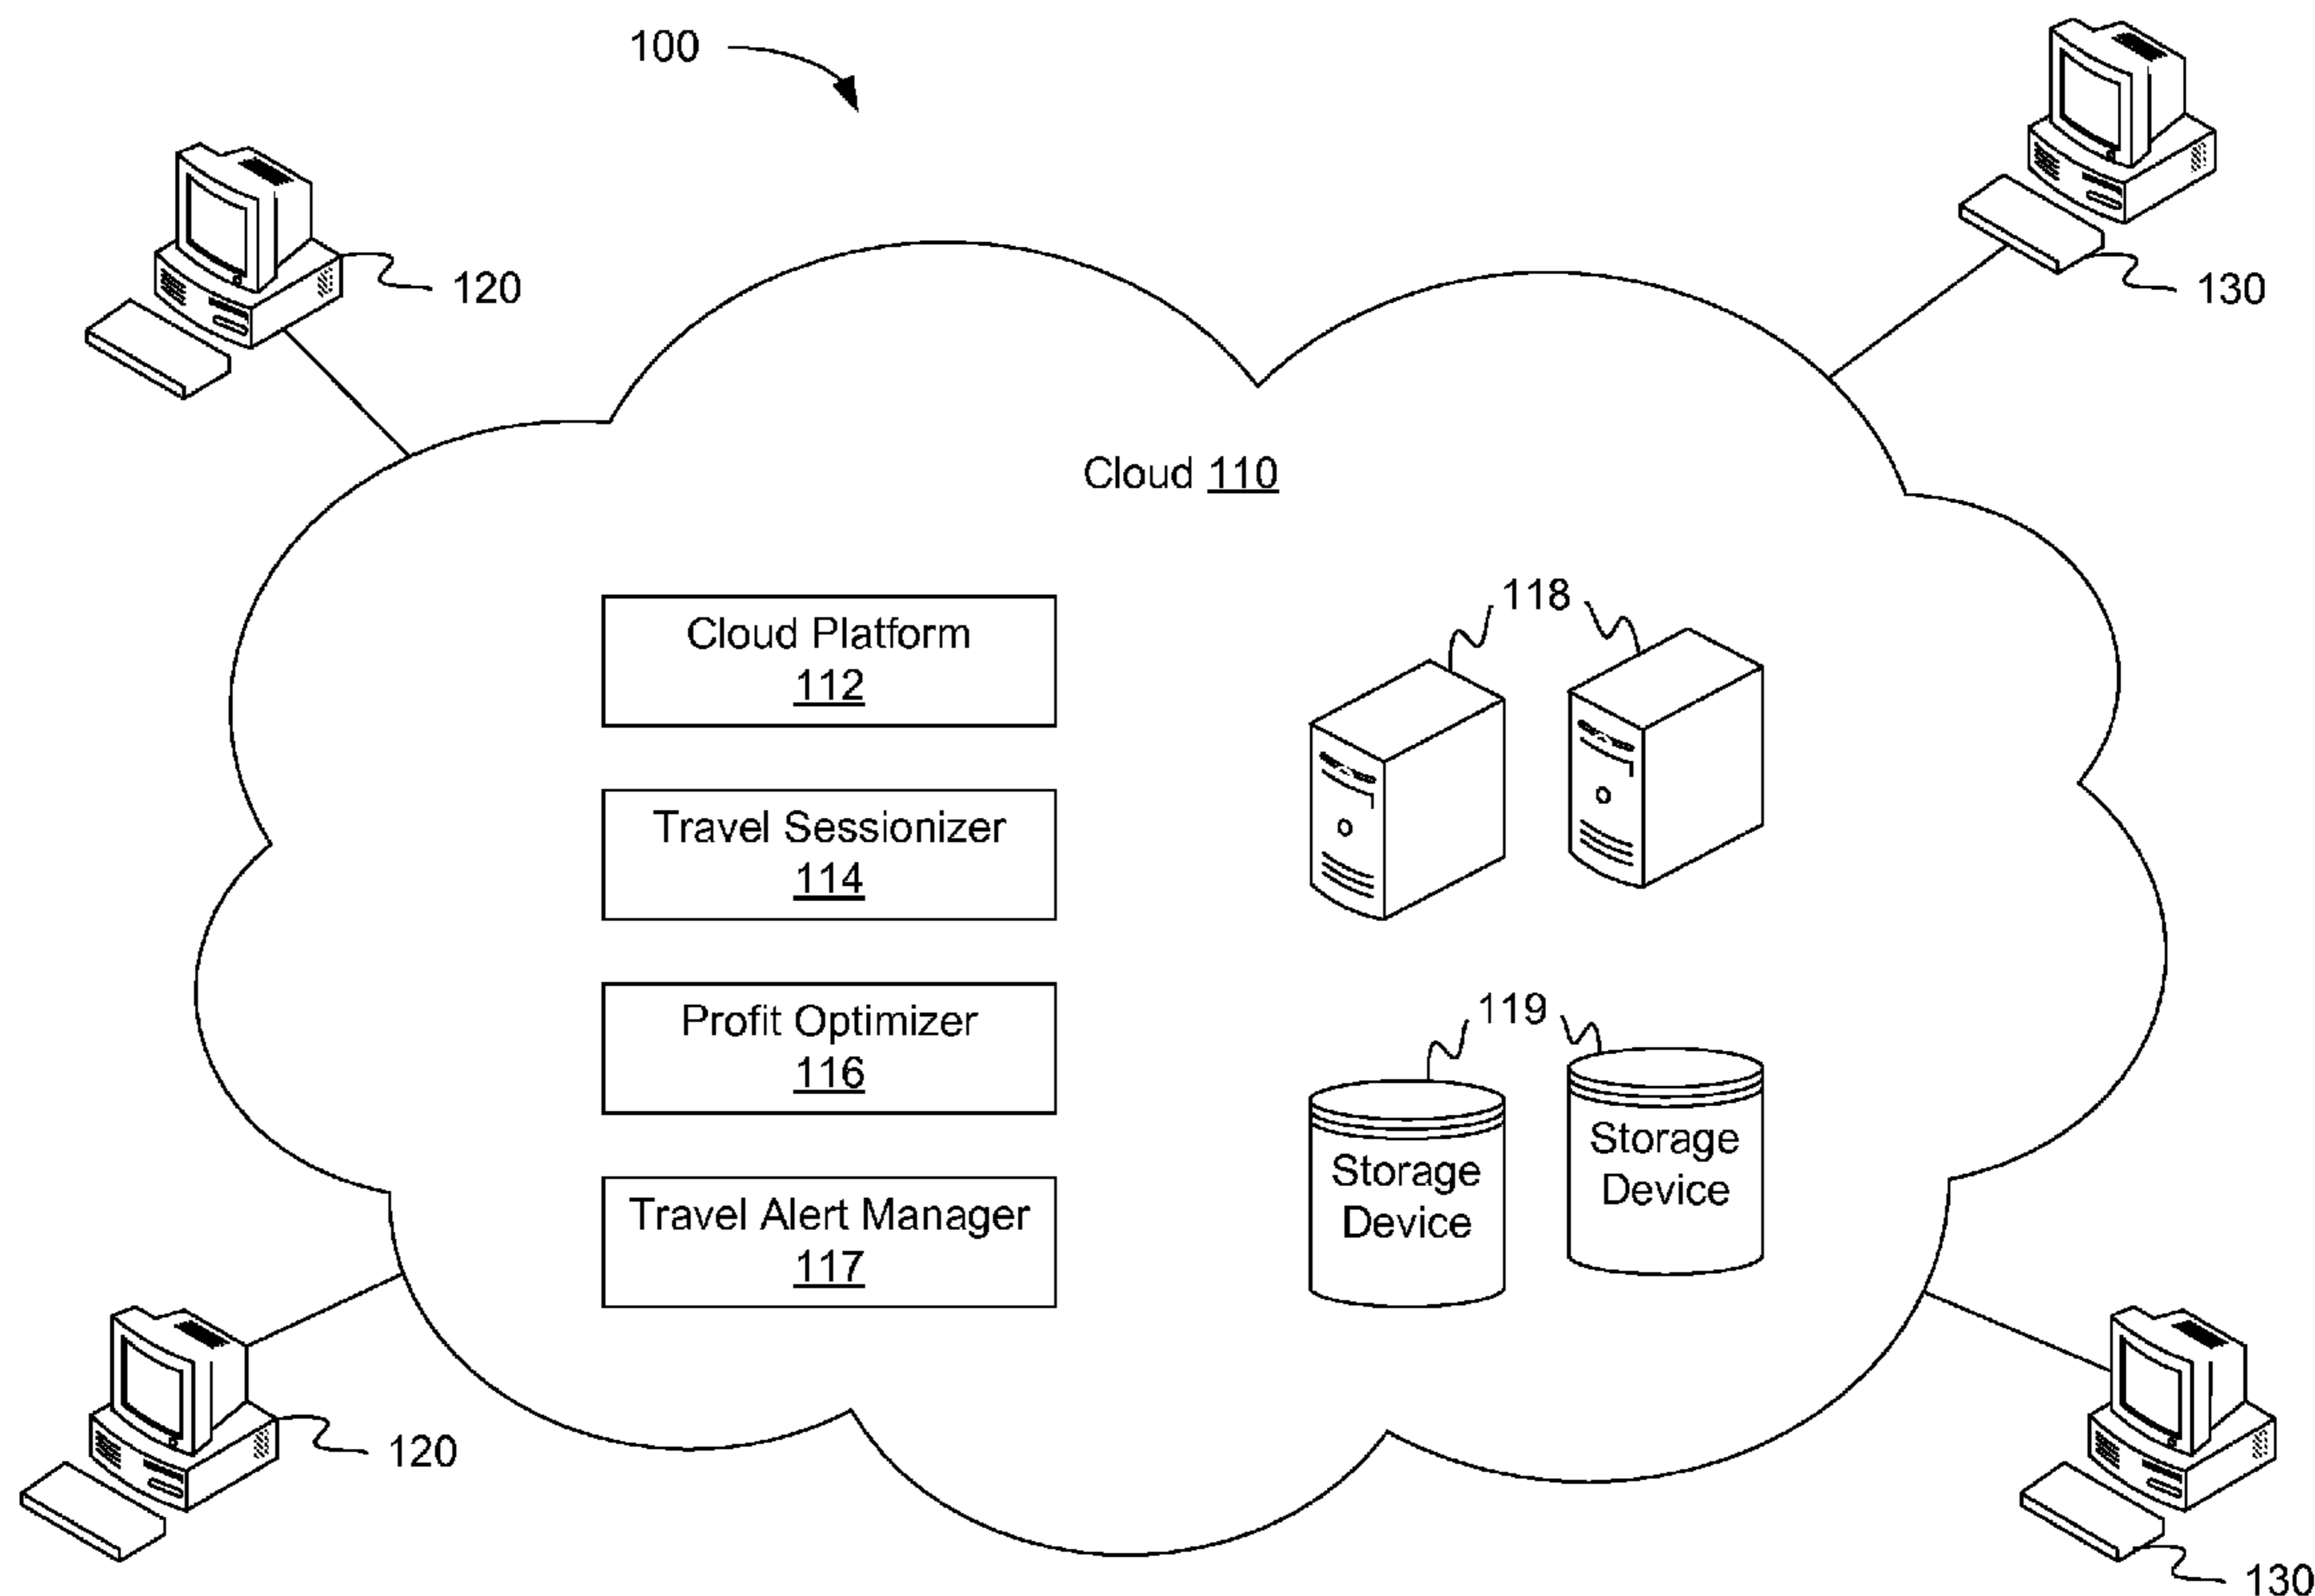 100
120
130
Cloud 110
118
Cloud Platform
112
Travel Sessionizer
114
119
Profit Optimizer
116
Storage
Device
Storage
Device
Travel Alert Manager
117
120
130